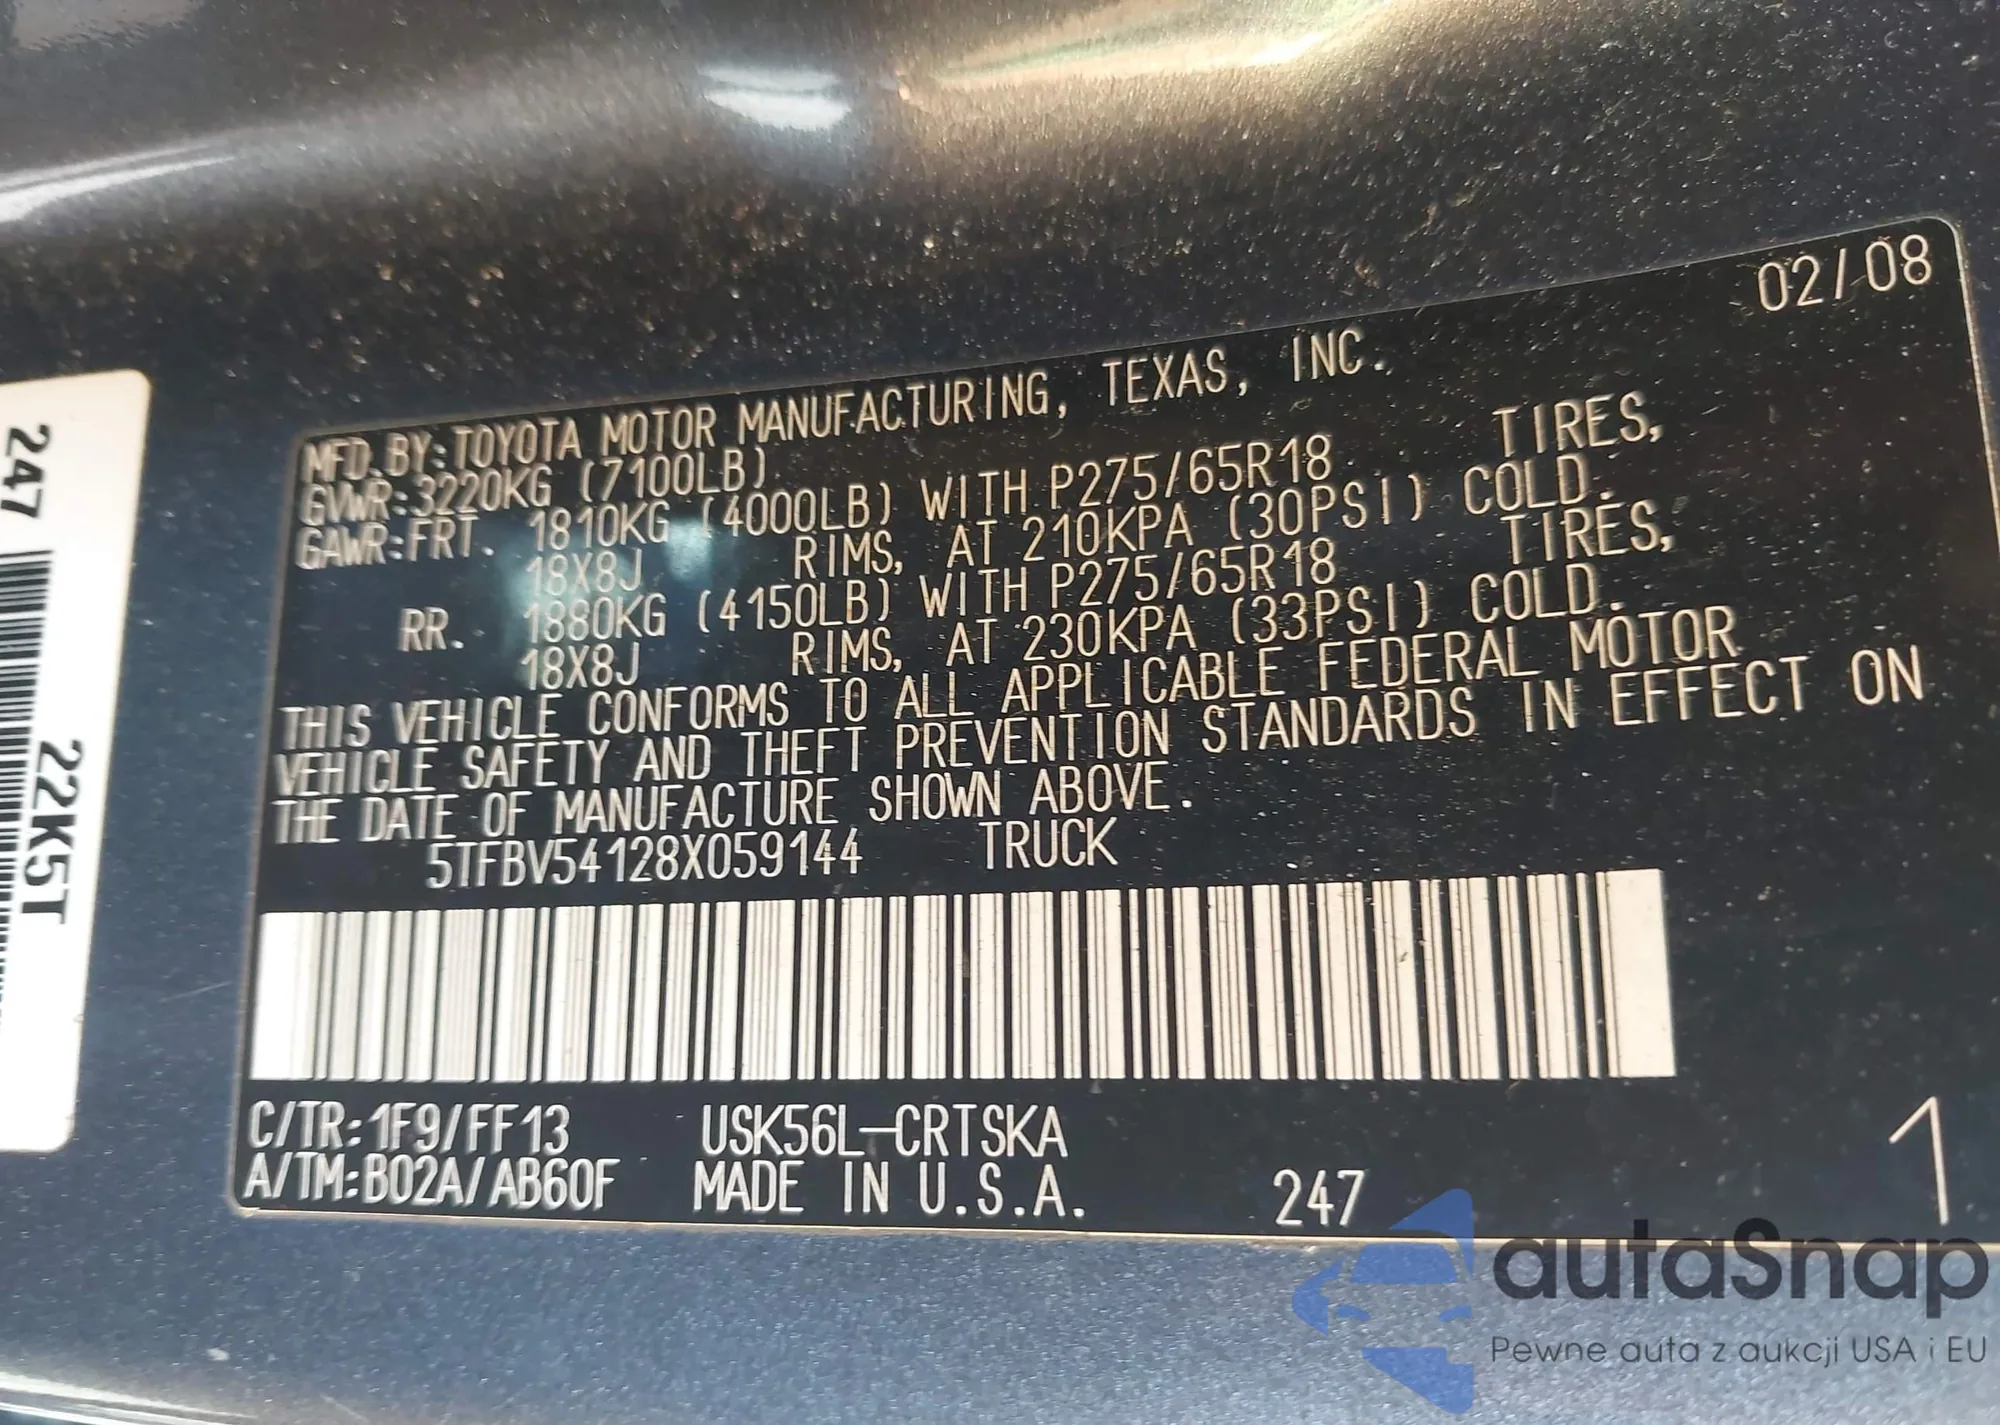 02/08
MFD.BY:TOYOTA MOTOR MANUFACTURING, TEXAS, INC.
GVWR:3220KG (7100LB)
GAWR:FRT. 1810KG (4000LB) WITH P275/65R18 TIRES,
18X8J RIMS, AT 210KPA (30PSI) COLD.
RR. 1880KG (4150LB) WITH P275/65R18 TIRES,
18X8J RIMS, AT 230KPA (33PSI) COLD.
THIS VEHICLE CONFORMS TO ALL APPLICABLE FEDERAL MOTOR
VEHICLE SAFETY AND THEFT PREVENTION STANDARDS IN EFFECT ON
THE DATE OF MANUFACTURE SHOWN ABOVE.
5TFBV54128X059144 TRUCK
C/TR:1F9/FF13 USK56L-CRTSKA
A/TM:B02A/AB60F MADE IN U.S.A. 247
1
247
22K5T
autaSnap
Pewne auta z aukcji USA i EU